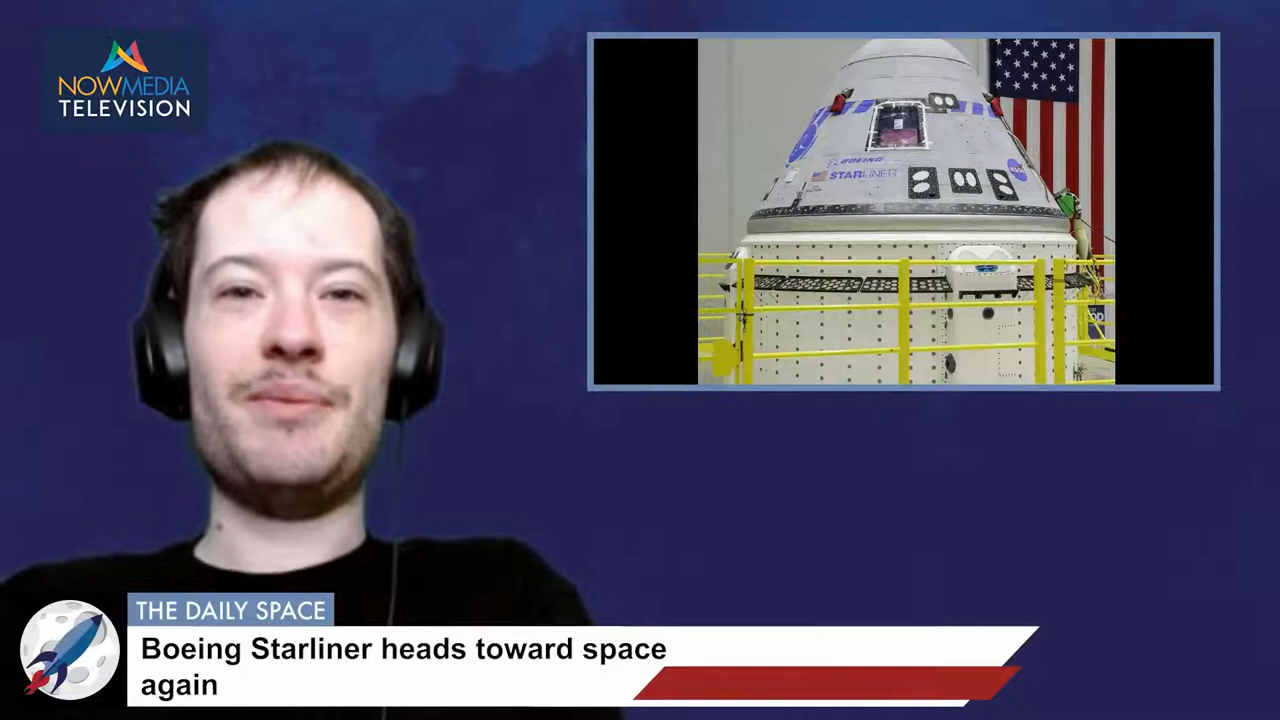 NOWMEDIA
TELEVISION
BOEING
STARLINER
THE DAILY SPACE
Boeing Starliner heads toward space
again